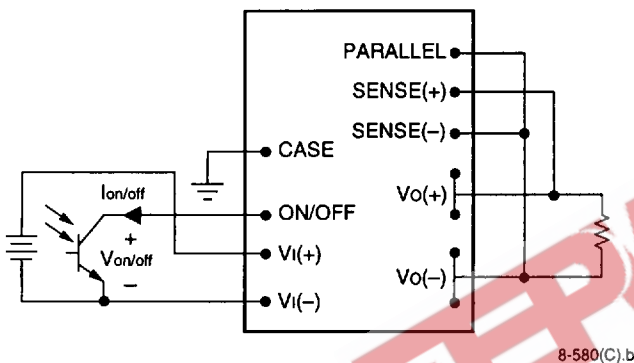 PARALLEL
SENSE(+)
SENSE(–)
CASE
Ion/off
VO(+)
ON/OFF
+
Von/off
VI(+)
–
VO(–)
VI(–)
8-580(C).b